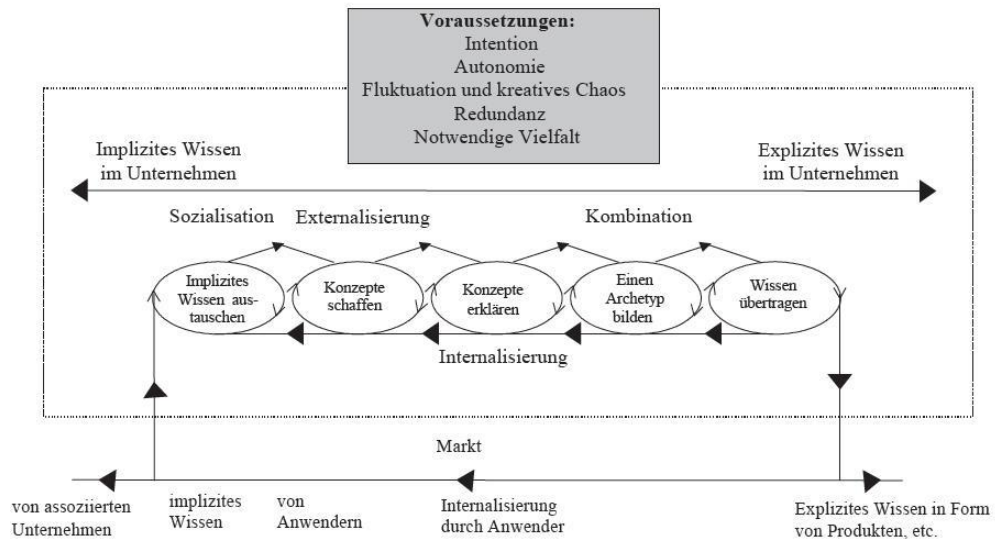 Voraussetzungen:
Intention
Autonomie
Fluktuation und kreatives Chaos
Redundanz
Notwendige Vielfalt
Implizites Wissen
im Unternehmen
Explizites Wissen
im Unternehmen
Sozialisation
Externalisierung
Kombination
Implizites
Wissen aus-
tauschen
Konzepte
schaffen
Konzepte
erklären
Einen
Archetyp
bilden
Wissen
übertragen
Internalisierung
Markt
von assoziierten
Unternehmen
implizites
Wissen
von
Anwendern
Internalisierung
durch Anwender
Explizites Wissen in Form
von Produkten, etc.